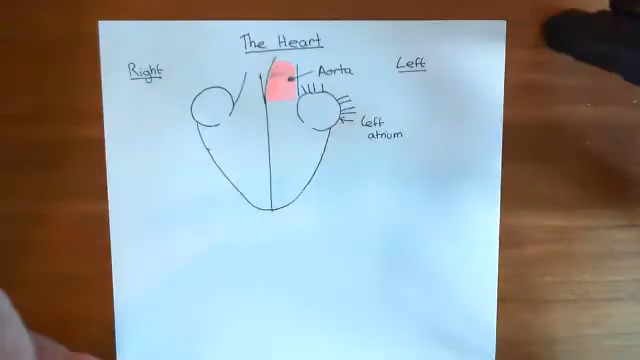 The Heart
Right
Left
Aorta
Left
atrium